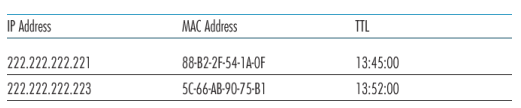 IP Address MAC Address TTL
222.222.222.221 88-B2-2F-54-1A-0F 13:45:00
222.222.222.223 5C-66-AB-90-75-B1 13:52:00